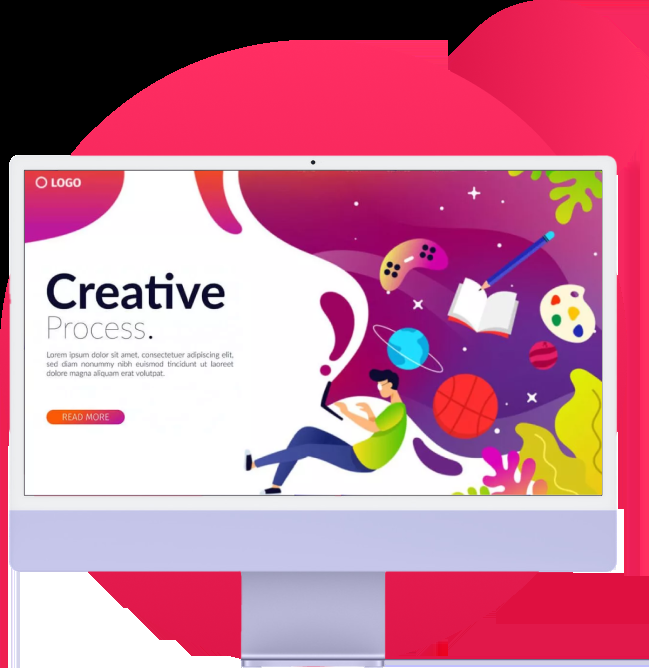 LOGO
Creative
Process.
Lorem ipsum dolor sit amet, consectetuer adipiscing elit,
sed diam nonummy nibh euismod tincidunt ut laoreet
dolore magna aliquam erat volutpat.
READ MORE